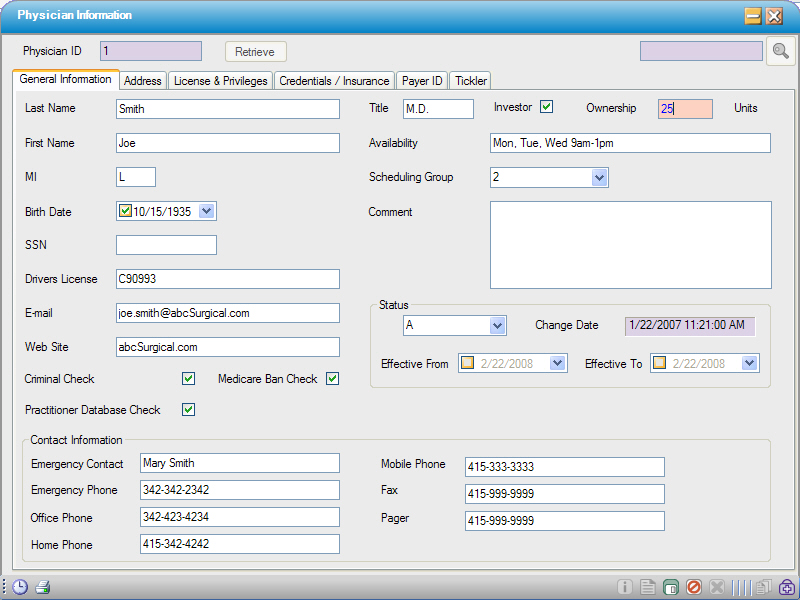 Physician Information
Physician ID 1 Retrieve
General Information Address License & Privileges Credentials / Insurance Payer ID Tickler
Last Name Smith Title M.D. Investor Ownership 25 Units
First Name Joe Availability Mon, Tue, Wed 9am-1pm
MI L Scheduling Group 2
Birth Date 10/15/1935 Comment
SSN
Drivers License C90993
E-mail joe.smith@abcSurgical.com Status
Web Site abcSurgical.com A Change Date 1/22/2007 11:21:00 AM
Effective From 2/22/2008 Effective To 2/22/2008
Criminal Check Medicare Ban Check
Practitioner Database Check
Contact Information
Emergency Contact Mary Smith Mobile Phone 415-333-3333
Emergency Phone 342-342-2342 Fax 415-999-9999
Office Phone 342-423-4234 Pager 415-999-9999
Home Phone 415-342-4242